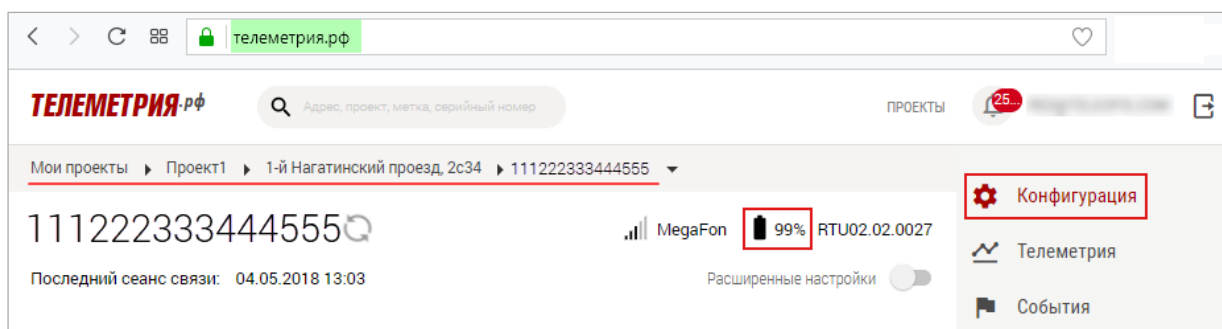 телеметрия.рф
ТЕЛЕМЕТРИЯ.РФ Адрес, проект, метка, серийный номер ПРОЕКТЫ 25...
Мои проекты Проект1 1-й Нагатинский проезд, 2с34 111222333444555
Конфигурация
111222333444555 MegaFon 99% RTU02.02.0027
Телеметрия
Последний сеанс связи: 04.05.2018 13:03 Расширенные настройки
События